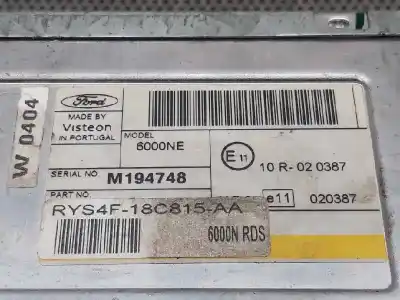 W 0404
Ford
MADE BY
Visteon
IN PORTUGAL
MODEL
6000NE
E 11
10 R- 02 0387
SERIAL NO
M194748
PART NO.
e11 020387
RYS4F-18C815-AA
6000N RDS